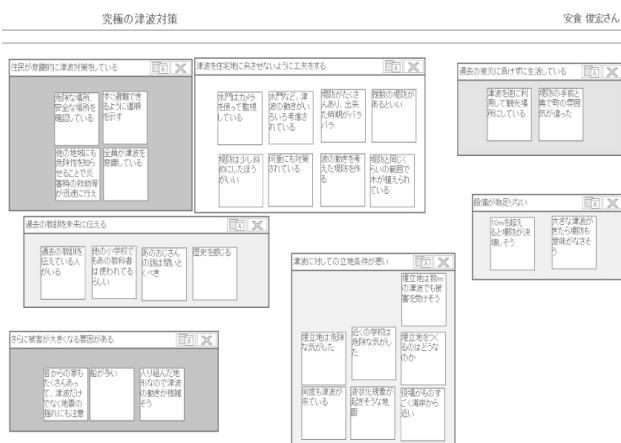 究極の津波対策
安食 俊宏さん
住民が意識的に津波対策をしている
危険な場所、
安全な場所を
確認している
すぐ避難でき
るように道順
を示す
他の地域にも
危険性を知ら
せることで災
害時の救助等
が迅速に行え
全員が津波を
意識している
津波を住宅地に来させないように工夫をする
水門はカメラ
を使って監視
している
水門など、津
波の動きがい
ろいろ考慮さ
れている
堤防がたくさ
んあり、出来
た時期がバラ
バラ
複数の堤防が
あるといい
堤防は少し斜
めにしたほう
がいい
何重にも対策
されている
波の動きを考
えた堤防を作
る
堤防と同じく
らいの範囲で
木が植えられ
ている
過去の被災に負けずに生活している
津波を逆に利
用して観光場
所にしている
堤防の手前と
奥で町の雰囲
気が違った
過去の教訓を未来に伝える
過去の教訓を
伝えている人
がいる
他の小学校で
もあの教科書
は使われてる
らしい
あのおじさん
の話は聞いと
くべき
歴史を感じる
設備が物足りない
10mを超え
ると堤防が決
壊しそう
大きな津波が
きたら堤防も
意味がなさそ
う
津波に対しての立地条件が悪い
埋立地は数m
の津波でも被
害を受けそう
埋立地は危険
な気がした
近くの学校は
危険な気がし
た
埋立地をつく
るのはどうな
のか
何度も津波が
来ている
液状化現象が
起きそうな地
面
役場がものす
ごく海岸から
近い
さらに被害が大きくなる要因がある
昔からの家も
たくさんあっ
て、津波だけ
でなく地震の
揺れにも注意
船が多い
入り組んだ地
形なので津波
の動きが複雑
そう